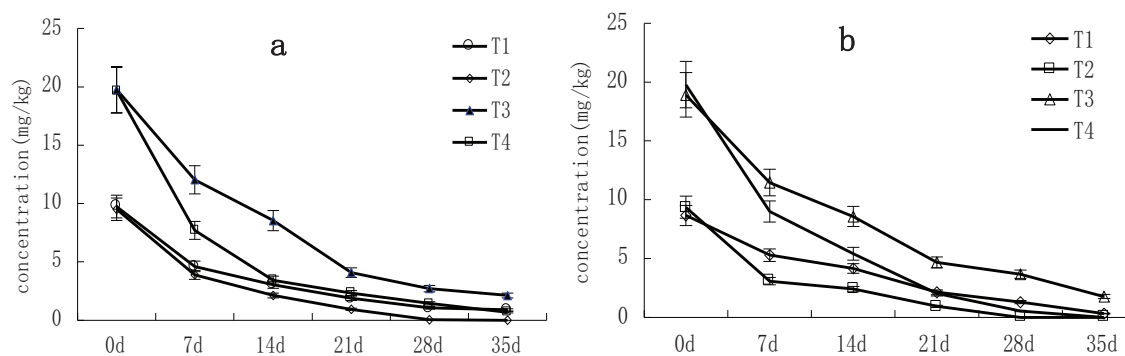 a
concentration(mg/kg)
25
20
15
10
5
0
0d 7d 14d 21d 28d 35d
T1
T2
T3
T4
b
concentration(mg/kg)
25
20
15
10
5
0
0d 7d 14d 21d 28d 35d
T1
T2
T3
T4